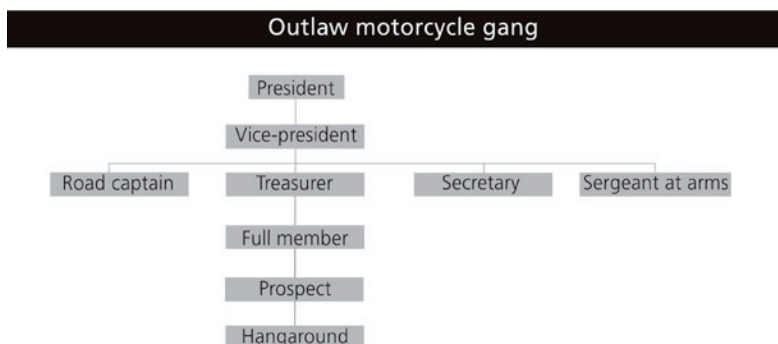 Outlaw motorcycle gang
President
Vice-president
Road captain Treasurer Secretary Sergeant at arms
Full member
Prospect
Hangaround